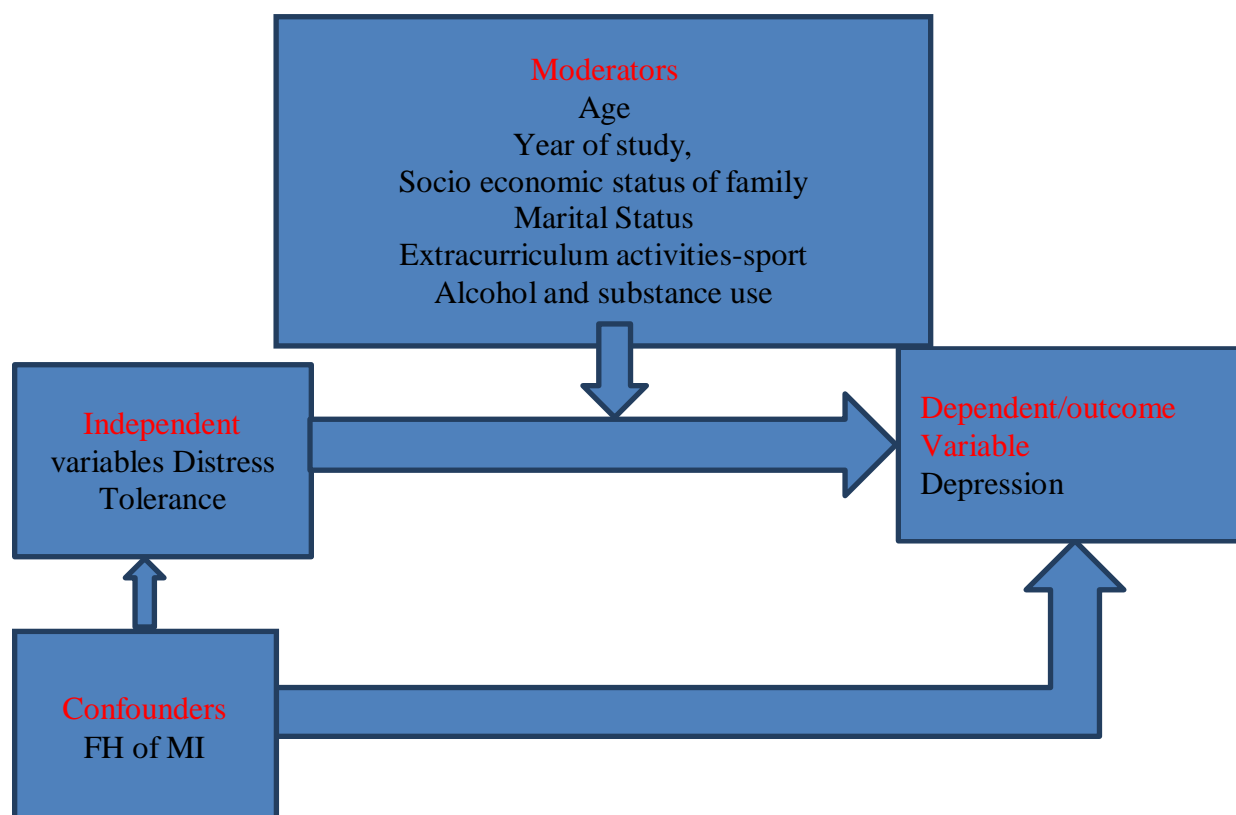 Moderators
Age
Year of study,
Socio economic status of family
Marital Status
Extracurriculum activities-sport
Alcohol and substance use
Independent
variables Distress
Tolerance
Dependent/outcome
Variable
Depression
Confounders
FH of MI